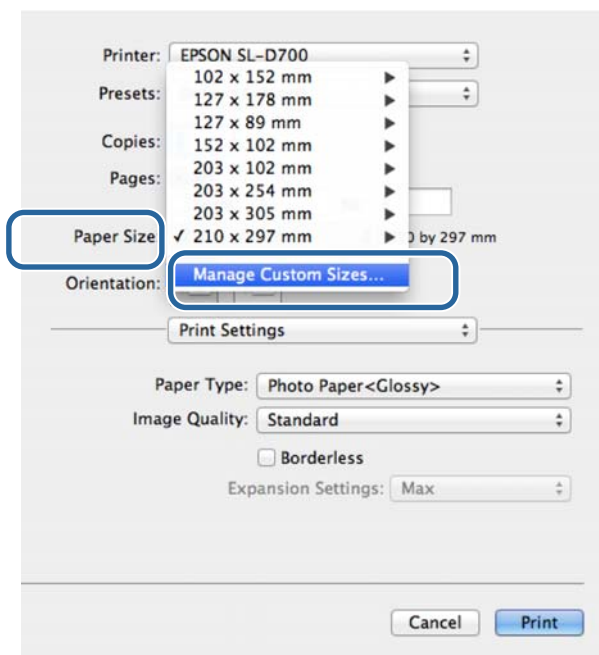 Printer: EPSON SL-D700
102 x 152 mm
Presets: 127 x 178 mm
127 x 89 mm
Copies: 152 x 102 mm
203 x 102 mm
Pages: 203 x 254 mm
203 x 305 mm
Paper Size ✓ 210 x 297 mm by 297 mm
Manage Custom Sizes...
Orientation:
Print Settings
Paper Type: Photo Paper<Glossy>
Image Quality: Standard
Borderless
Expansion Settings: Max
Cancel Print